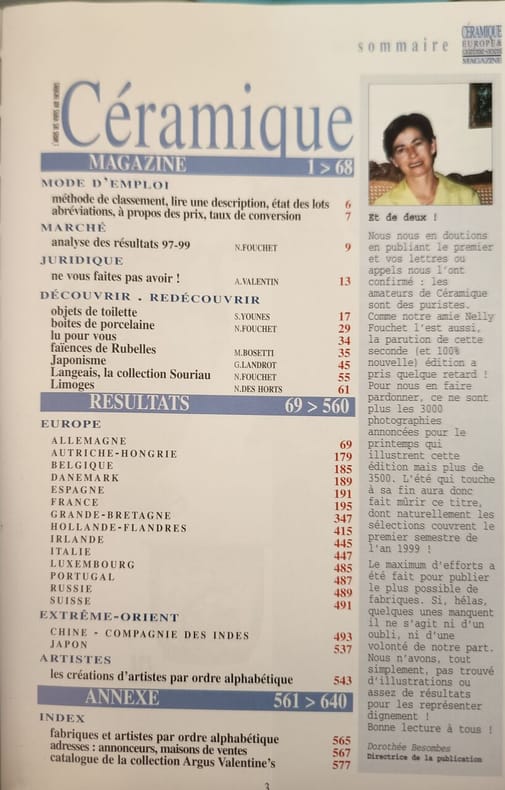 sommaire
CÉRAMIQUE
EUROPE &
EXTRÊME-ORIENT
MAGAZINE
Céramique
MAGAZINE 1 > 68
MODE D'EMPLOI
méthode de classement, lire une description, état des lots 6
abréviations, à propos des prix, taux de conversion 7
MARCHÉ
analyse des résultats 97-99 N.FOUCHET 9
JURIDIQUE
ne vous faites pas avoir ! A.VALENTIN 13
DÉCOUVRIR . REDÉCOUVRIR
objets de toilette S.YOUNES 17
boites de porcelaine N.FOUCHET 29
lu pour vous 34
faïences de Rubelles M.BOSETTI 35
Japonisme G.LANDROT 45
Langeais, la collection Souriau N.FOUCHET 55
Limoges N.DES HORTS 61
RESULTATS 69 > 560
EUROPE
ALLEMAGNE 69
AUTRICHE-HONGRIE 179
BELGIQUE 185
DANEMARK 189
ESPAGNE 191
FRANCE 195
GRANDE-BRETAGNE 347
HOLLANDE-FLANDRES 415
IRLANDE 445
ITALIE 447
LUXEMBOURG 485
PORTUGAL 487
RUSSIE 489
SUISSE 491
EXTRÊME-ORIENT
CHINE - COMPAGNIE DES INDES 493
JAPON 537
ARTISTES
les créations d'artistes par ordre alphabétique 543
ANNEXE 561 > 640
INDEX
fabriques et artistes par ordre alphabétique 565
adresses : annonceurs, maisons de ventes 567
catalogue de la collection Argus Valentine's 577
Et de deux !
Nous nous en doutions
en publiant le premier
et vos lettres ou
appels nous l'ont
confirmé : les
amateurs de Céramique
sont des puristes.
Comme notre amie Nelly
Fouchet l'est aussi,
la parution de cette
seconde (et 100%
nouvelle) édition a
pris quelque retard !
Pour nous en faire
pardonner, ce ne sont
plus les 3000
photographies
annoncées pour le
printemps qui
illustrent cette
édition mais plus de
3500. L'été qui touche
à sa fin aura donc
fait mûrir ce titre,
dont naturellement les
sélections couvrent le
premier semestre de
l'an 1999 !
Le maximum d'efforts a
été fait pour publier
le plus possible de
fabriques. Si, hélas,
quelques unes manquent
il ne s'agit ni d'un
oubli, ni d'une
volonté de notre part.
Nous n'avons, tout
simplement, pas trouvé
d'illustrations ou
assez de résultats
pour les représenter
dignement !
Bonne lecture à tous !
Dorothée Besombes
Directrice de la publication
3